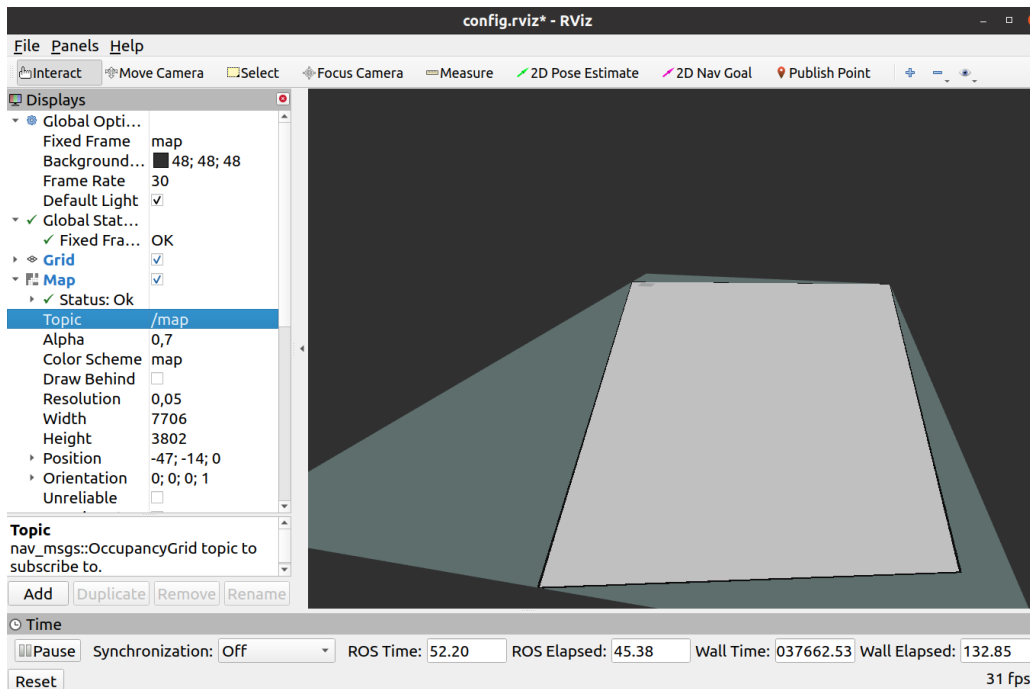 config.rviz* - RViz
File Panels Help
Interact Move Camera Select Focus Camera Measure 2D Pose Estimate 2D Nav Goal Publish Point
Displays
Global Opti...
Fixed Frame map
Background... 48; 48; 48
Frame Rate 30
Default Light
Global Stat...
Fixed Fra... OK
Grid
Map
Status: Ok
Topic /map
Alpha 0,7
Color Scheme map
Draw Behind
Resolution 0,05
Width 7706
Height 3802
Position -47; -14; 0
Orientation 0; 0; 0; 1
Unreliable
Topic
nav_msgs::OccupancyGrid topic to
subscribe to.
Add Duplicate Remove Rename
Time
Pause Synchronization: Off ROS Time: 52.20 ROS Elapsed: 45.38 Wall Time: 037662.53 Wall Elapsed: 132.85
Reset 31 fps